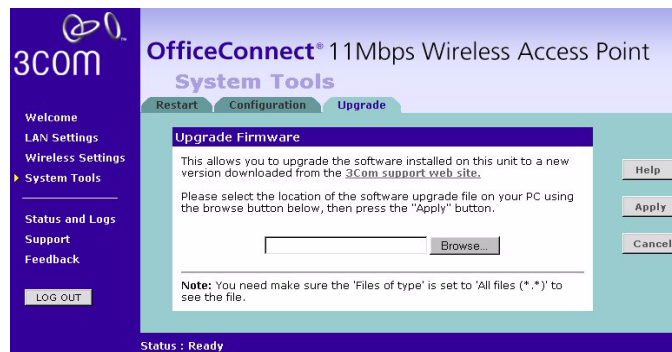 3COM
OfficeConnect® 11Mbps Wireless Access Point
System Tools
Restart Configuration Upgrade
Welcome
LAN Settings
Wireless Settings
System Tools
Status and Logs
Support
Feedback
LOG OUT
Upgrade Firmware
This allows you to upgrade the software installed on this unit to a new
version downloaded from the 3Com support web site.
Please select the location of the software upgrade file on your PC using
the browse button below, then press the "Apply" button.
Browse...
Note: You need make sure the 'Files of type' is set to 'All files (*.*)' to
see the file.
Help
Apply
Cancel
Status : Ready